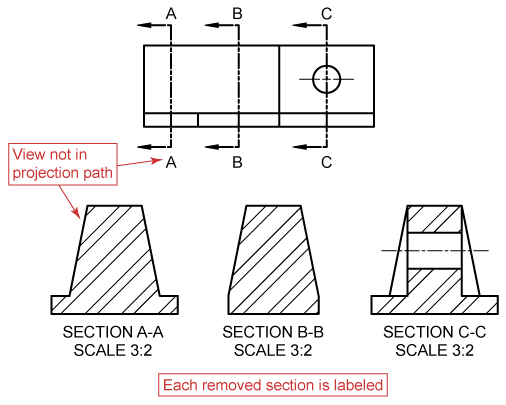 A
B
C
A
B
C
View not in
projection path
SECTION A-A
SCALE 3:2
SECTION B-B
SCALE 3:2
SECTION C-C
SCALE 3:2
Each removed section is labeled